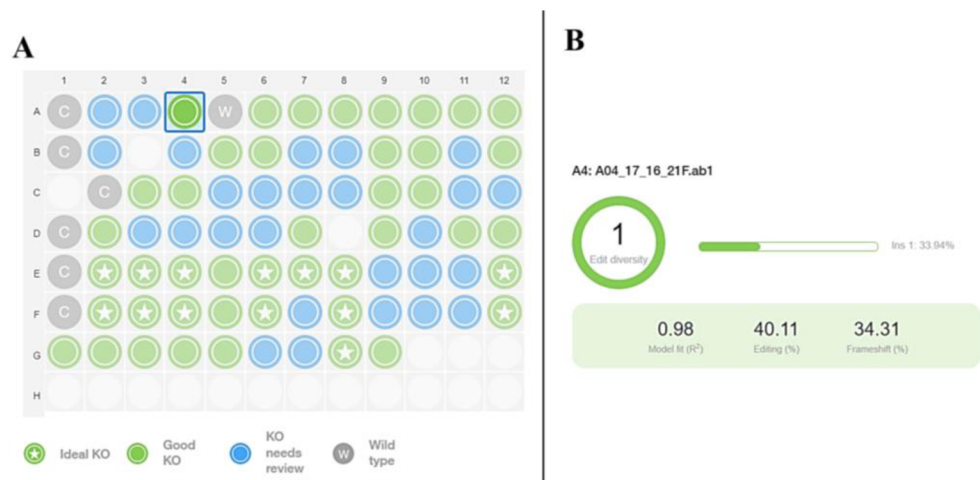 A
1 2 3 4 5 6 7 8 9 10 11 12
A C W
B C
C C
D C
E C
F C
G
H
Ideal KO
Good
KO
KO
needs
review
W
Wild
type
B
A4: A04_17_16_21F.ab1
1
Edit diversity
Ins 1: 33.94%
0.98 40.11 34.31
Model fit (R²) Editing (%) Frameshift (%)